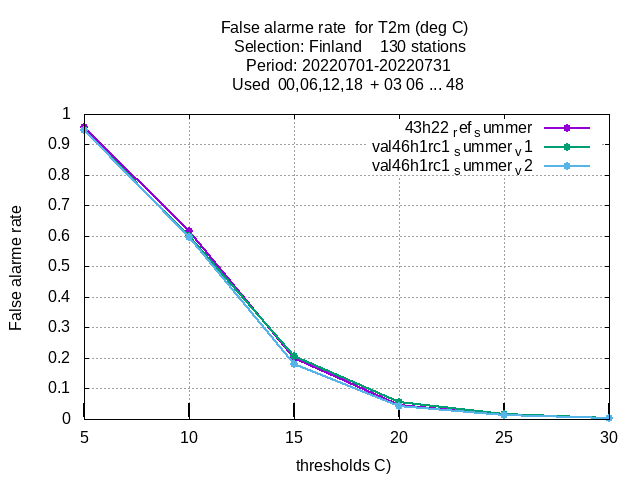 False alarme rate  for T2m (deg C)
Selection: Finland    130 stations
Period: 20220701-20220731
Used  00,06,12,18  + 03 06 ... 48
43h22 ref summer
val46h1rc1 summer v1
val46h1rc1 summer v2
1
0.9
0.8
0.7
0.6
0.5
0.4
0.3
0.2
0.1
0
False alarme rate
5 10 15 20 25 30
thresholds C)